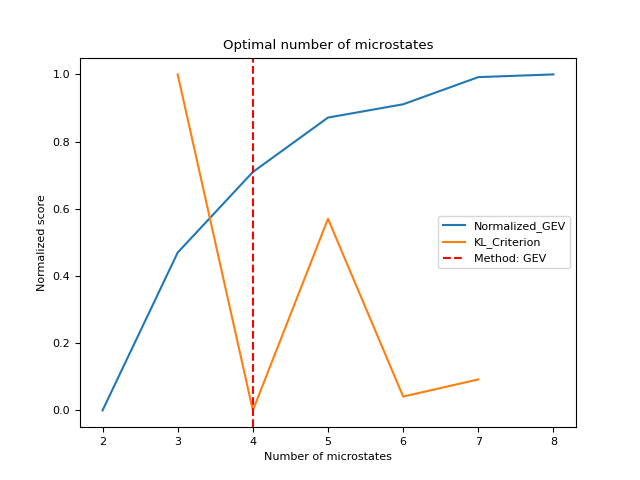 Optimal number of microstates
Normalized score
1.0
0.8
0.6
0.4
0.2
0.0
Normalized_GEV
KL_Criterion
Method: GEV
2 3 4 5 6 7 8
Number of microstates